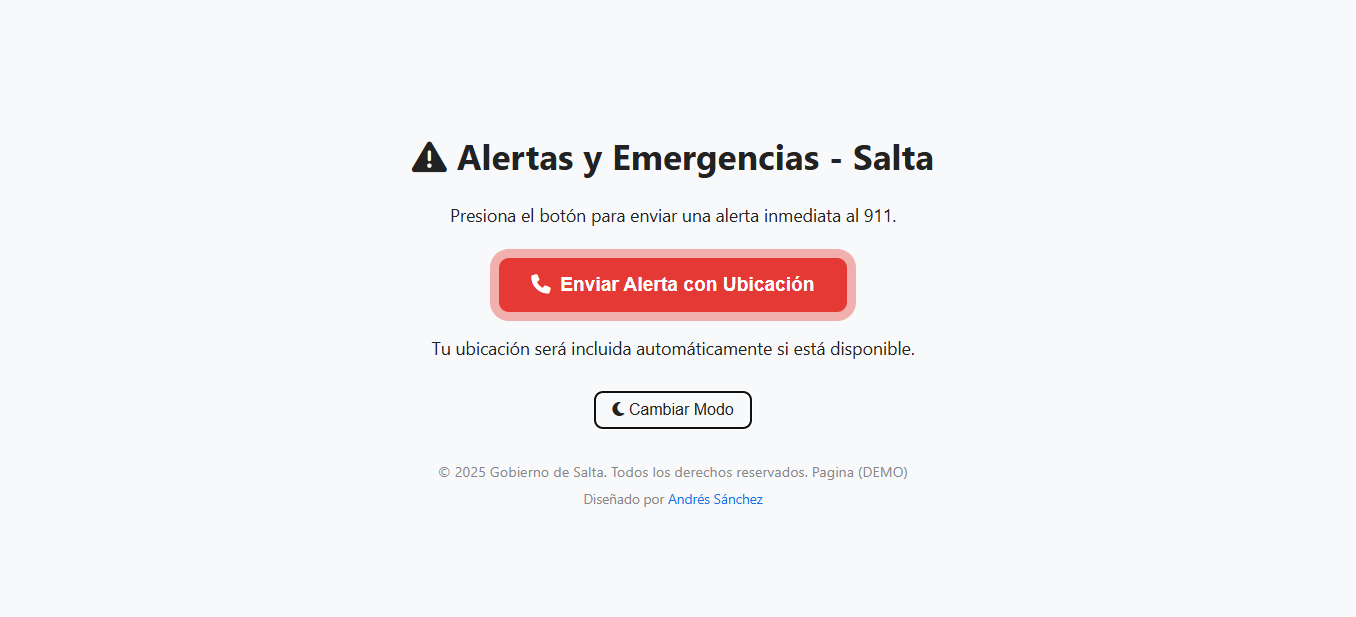 Alertas y Emergencias - Salta
Presiona el botón para enviar una alerta inmediata al 911.
Enviar Alerta con Ubicación
Tu ubicación será incluida automáticamente si está disponible.
Cambiar Modo
© 2025 Gobierno de Salta. Todos los derechos reservados. Pagina (DEMO)
Diseñado por Andrés Sánchez